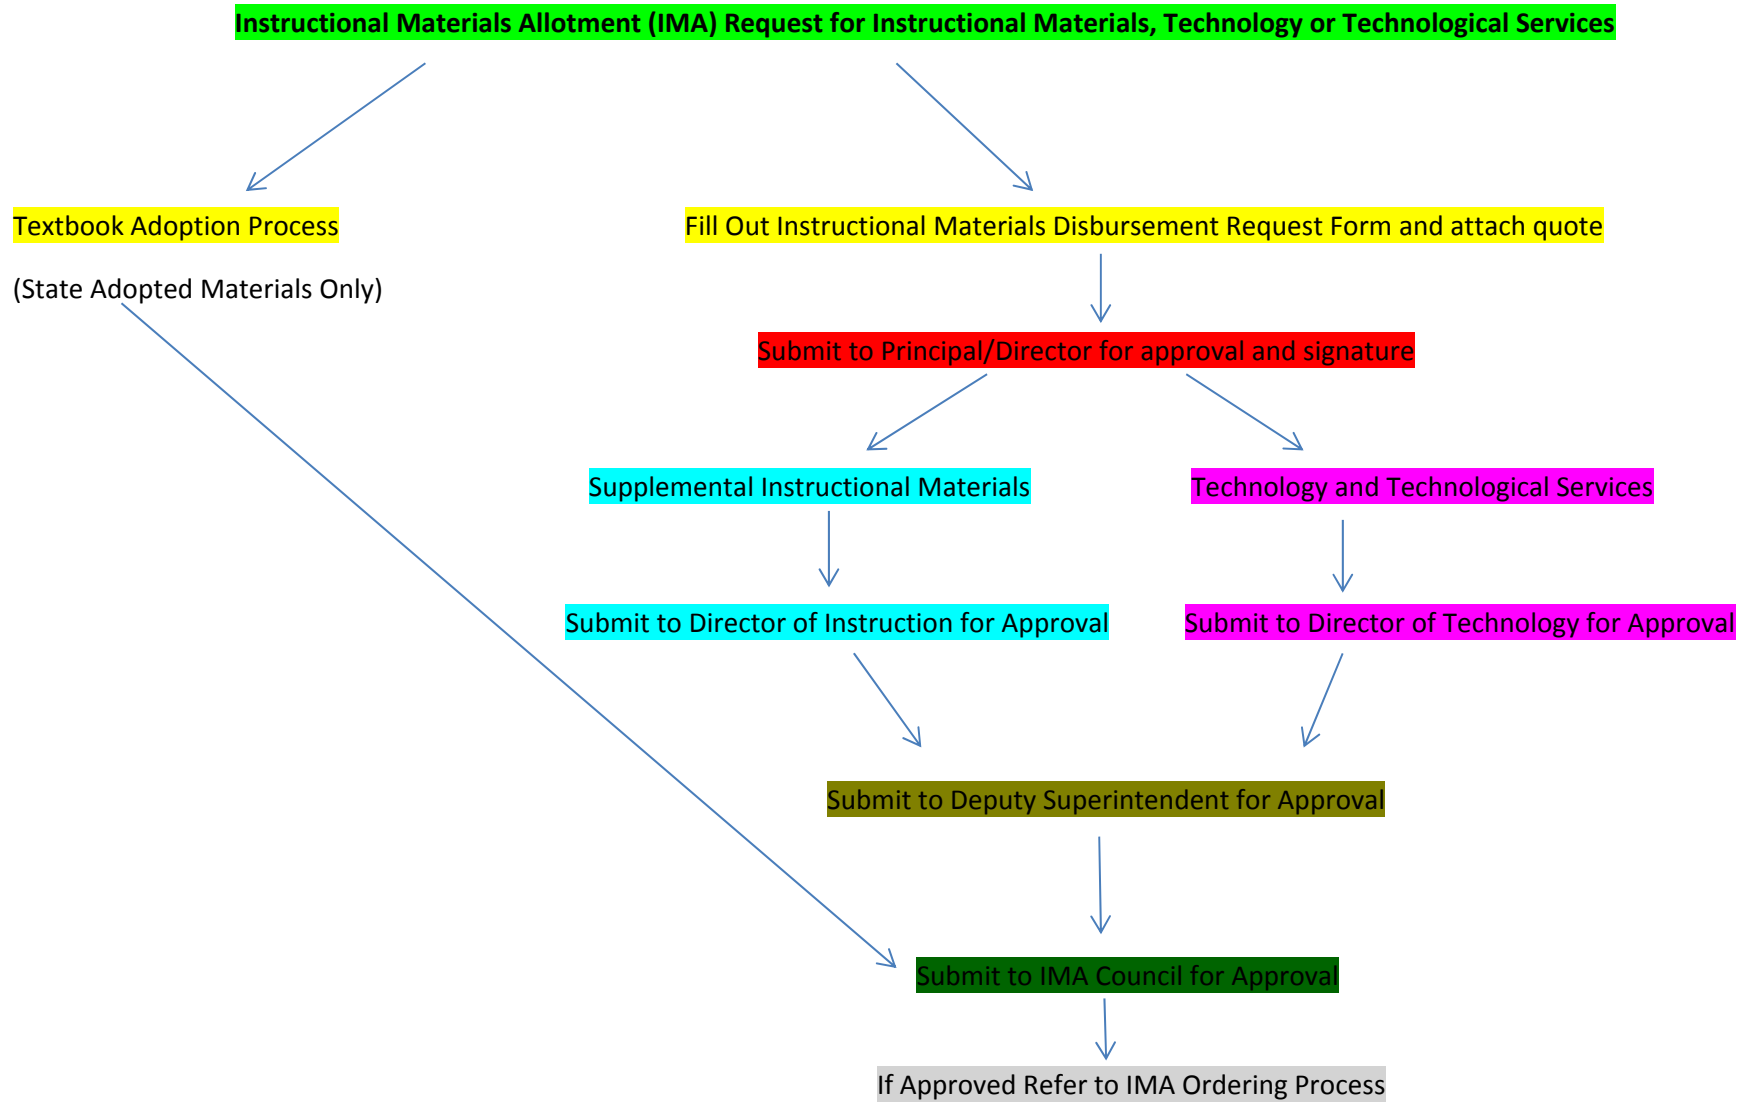 Instructional Materials Allotment (IMA) Request for Instructional Materials, Technology or Technological Services
Textbook Adoption Process
Fill Out Instructional Materials Disbursement Request Form and attach quote
(State Adopted Materials Only)
Submit to Principal/Director for approval and signature
Supplemental Instructional Materials
Technology and Technological Services
Submit to Director of Instruction for Approval
Submit to Director of Technology for Approval
Submit to Deputy Superintendent for Approval
Submit to IMA Council for Approval
If Approved Refer to IMA Ordering Process